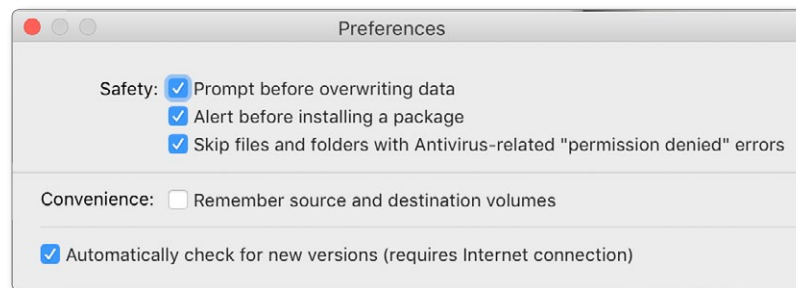 Preferences
Safety: Prompt before overwriting data
Alert before installing a package
Skip files and folders with Antivirus-related "permission denied" errors
Convenience: Remember source and destination volumes
Automatically check for new versions (requires Internet connection)